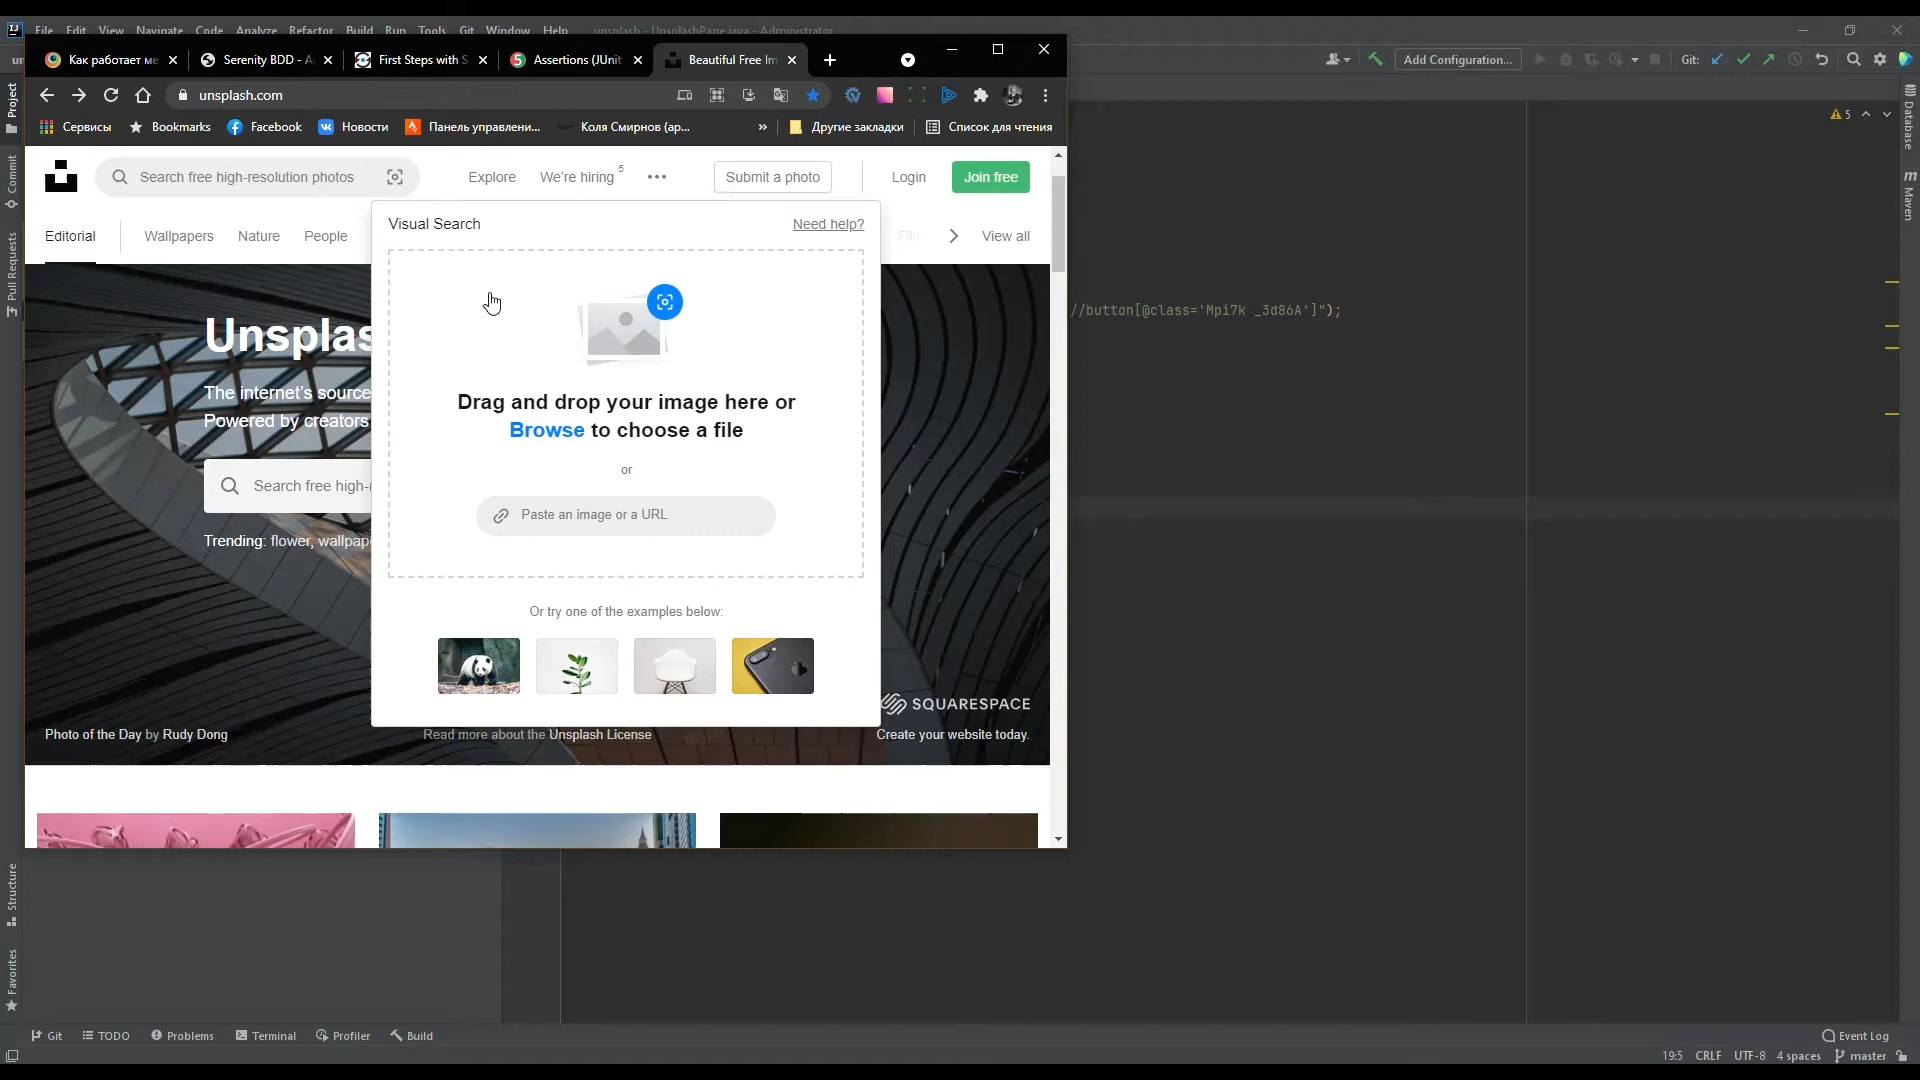 File Edit View Navigate Code Analyze Refactor Build Run Tools Git Window Help unsplash - UnsplashPage.java - Administrator
Как работает ме
Serenity BDD - A
First Steps with S
Assertions (JUnit
Beautiful Free Im
Add Configuration...
Git:
unsplash.com
Сервисы
Bookmarks
Facebook
Новости
Панель управлени...
Коля Смирнов (ар...
»
Другие закладки
Список для чтения
Search free high-resolution photos
Explore
We're hiring 5
Submit a photo
Login
Join free
Editorial
Wallpapers
Nature
People
View all
Visual Search
Need help?
Drag and drop your image here or
Browse to choose a file
or
Paste an image or a URL
Or try one of the examples below:
Unsplas
The internet's source
Powered by creators
Search free high-r
Trending: flower, wallpap
SQUARESPACE
Photo of the Day by Rudy Dong
Read more about the Unsplash License
Create your website today.
5
//button[@class='Mpi7k _3d86A']");
Project
Commit
Pull Requests
Structure
Favorites
Database
Maven
Git
TODO
Problems
Terminal
Profiler
Build
Event Log
19:5 CRLF UTF-8 4 spaces master